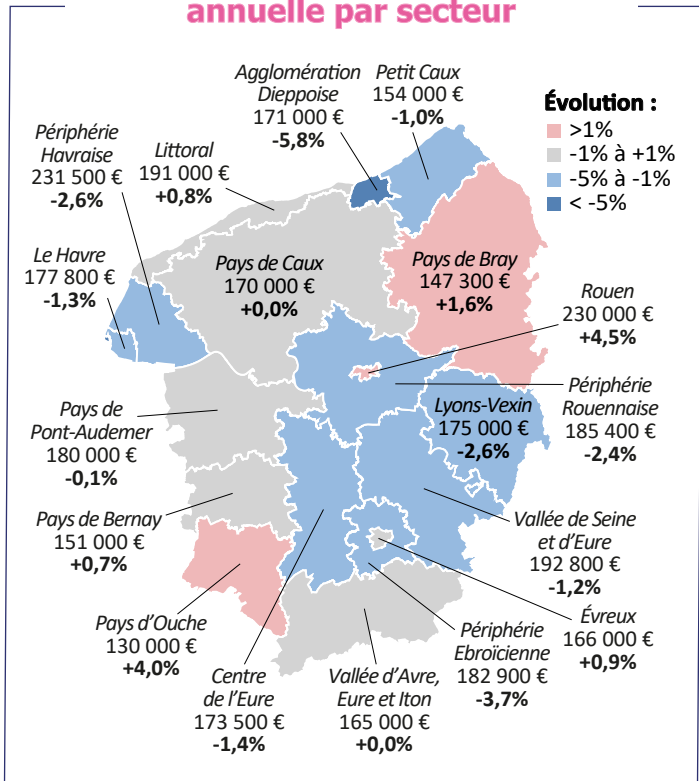 annuelle par secteur
Agglomération
Dieppoise
171 000 €
-5,8%
Petit Caux
154 000 €
-1,0%
Évolution :
>1%
-1% à +1%
-5% à -1%
< -5%
Périphérie
Havraise
231 500 €
-2,6%
Littoral
191 000 €
+0,8%
Le Havre
177 800 €
-1,3%
Pays de Caux
170 000 €
+0,0%
Pays de Bray
147 300 €
+1,6%
Rouen
230 000 €
+4,5%
Périphérie
Rouennaise
185 400 €
-2,4%
Lyons-Vexin
175 000 €
-2,6%
Pays de
Pont-Audemer
180 000 €
-0,1%
Pays de Bernay
151 000 €
+0,7%
Vallée de Seine
et d'Eure
192 800 €
-1,2%
Pays d'Ouche
130 000 €
+4,0%
Centre
de l'Eure
173 500 €
-1,4%
Vallée d'Avre,
Eure et Iton
165 000 €
+0,0%
Périphérie
Ebroïcienne
182 900 €
-3,7%
Évreux
166 000 €
+0,9%